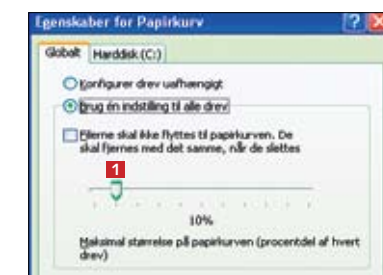 Egenskaber for Papirkurv
Globalt Harddisk (C:)
Konfigurer drev uafhængigt
Brug én indstilling til alle drev
Filerne skal ikke flyttes til papirkurven. De
skal fjernes med det samme, når de slettes
1
10%
Maksimal størrelse på papirkurven (procentdel af hvert
drev)